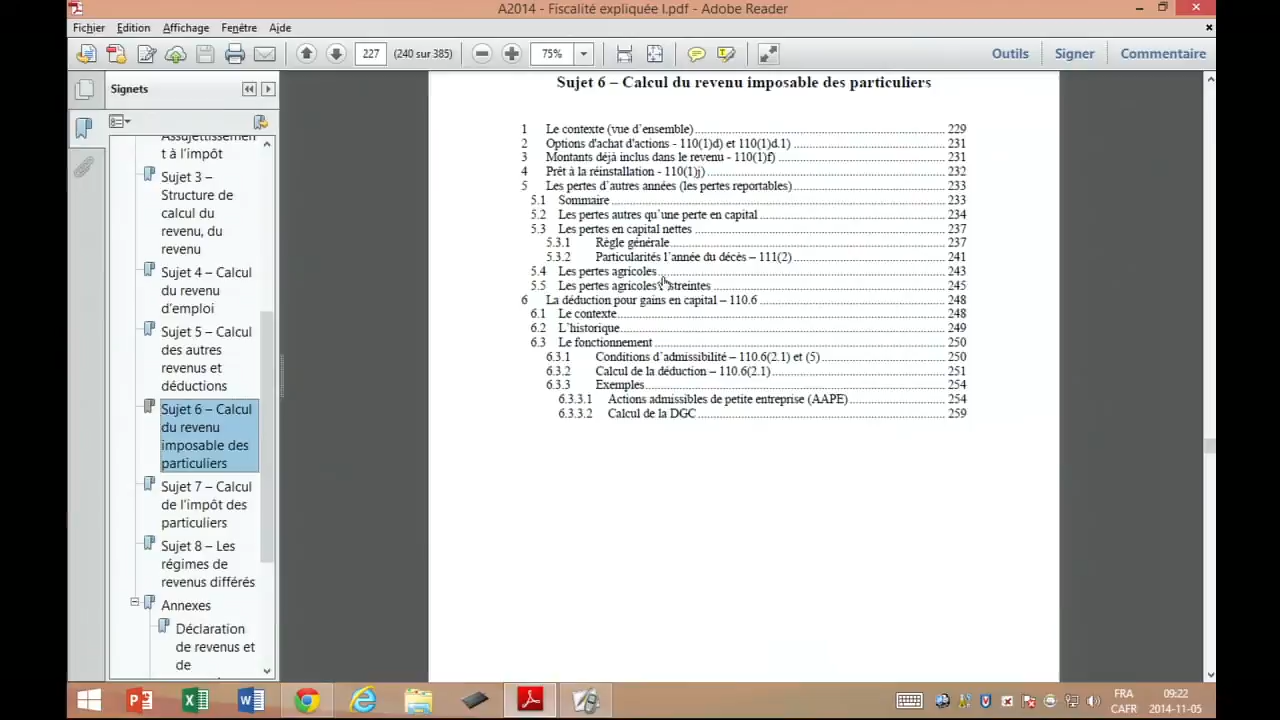 A2014 - Fiscalité expliquée I.pdf - Adobe Reader
Fichier Edition Affichage Fenêtre Aide
227 (240 sur 385) 75% Outils Signer Commentaire
Signets
Assujettissemen
t à l'impôt
Sujet 3 –
Structure de
calcul du
revenu, du
revenu
Sujet 4 – Calcul
du revenu
d'emploi
Sujet 5 – Calcul
des autres
revenus et
déductions
Sujet 6 – Calcul
du revenu
imposable des
particuliers
Sujet 7 – Calcul
de l'impôt des
particuliers
Sujet 8 – Les
régimes de
revenus différés
Annexes
Déclaration
de revenus et
de
Sujet 6 – Calcul du revenu imposable des particuliers
1 Le contexte (vue d'ensemble) 229
2 Options d'achat d'actions - 110(1)d) et 110(1)d.1) 231
3 Montants déjà inclus dans le revenu - 110(1)f) 231
4 Prêt à la réinstallation - 110(1)j) 232
5 Les pertes d'autres années (les pertes reportables) 233
5.1 Sommaire 233
5.2 Les pertes autres qu'une perte en capital 234
5.3 Les pertes en capital nettes 237
5.3.1 Règle générale 237
5.3.2 Particularités l'année du décès – 111(2) 241
5.4 Les pertes agricoles 243
5.5 Les pertes agricoles restreintes 245
6 La déduction pour gains en capital – 110.6 248
6.1 Le contexte 248
6.2 L'historique 249
6.3 Le fonctionnement 250
6.3.1 Conditions d'admissibilité – 110.6(2.1) et (5) 250
6.3.2 Calcul de la déduction – 110.6(2.1) 251
6.3.3 Exemples 254
6.3.3.1 Actions admissibles de petite entreprise (AAPE) 254
6.3.3.2 Calcul de la DGC 259
FRA 09:22
CAFR 2014-11-05